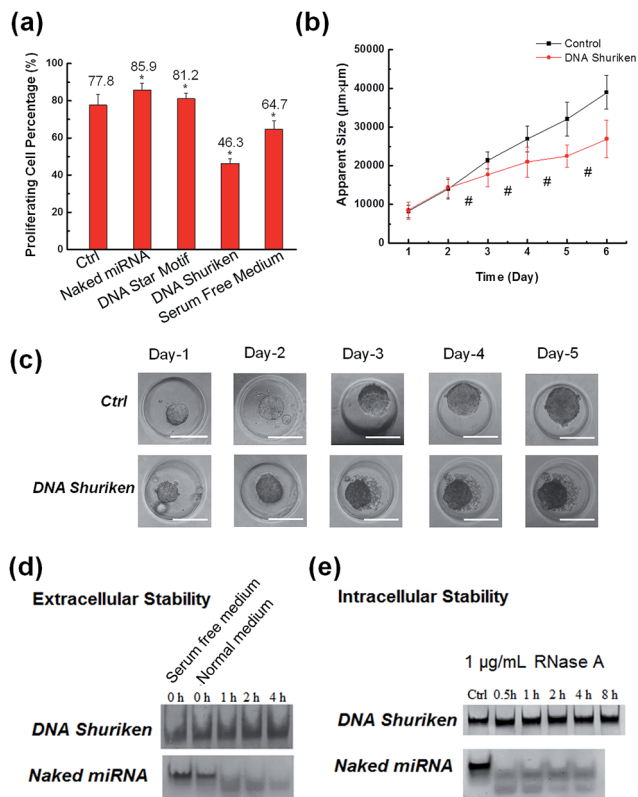 (a)
Proliferating Cell Percentage (%)
100
80
60
40
20
0
77.8
85.9
*
81.2
*
46.3
*
64.7
*
Ctrl
Naked miRNA
DNA Star Motif
DNA Shuriken
Serum Free Medium
(b)
Apparent Size (μm×μm)
50000
40000
30000
20000
10000
0
Control
DNA Shuriken
# # # #
1 2 3 4 5 6
Time (Day)
(c)
Day-1 Day-2 Day-3 Day-4 Day-5
Ctrl
DNA Shuriken
(d)
Extracellular Stability
Serum free medium
Normal medium
0 h 0 h 1 h 2 h 4 h
DNA Shuriken
Naked miRNA
(e)
Intracellular Stability
1 μg/mL RNase A
Ctrl 0.5h 1 h 2 h 4 h 8 h
DNA Shuriken
Naked miRNA